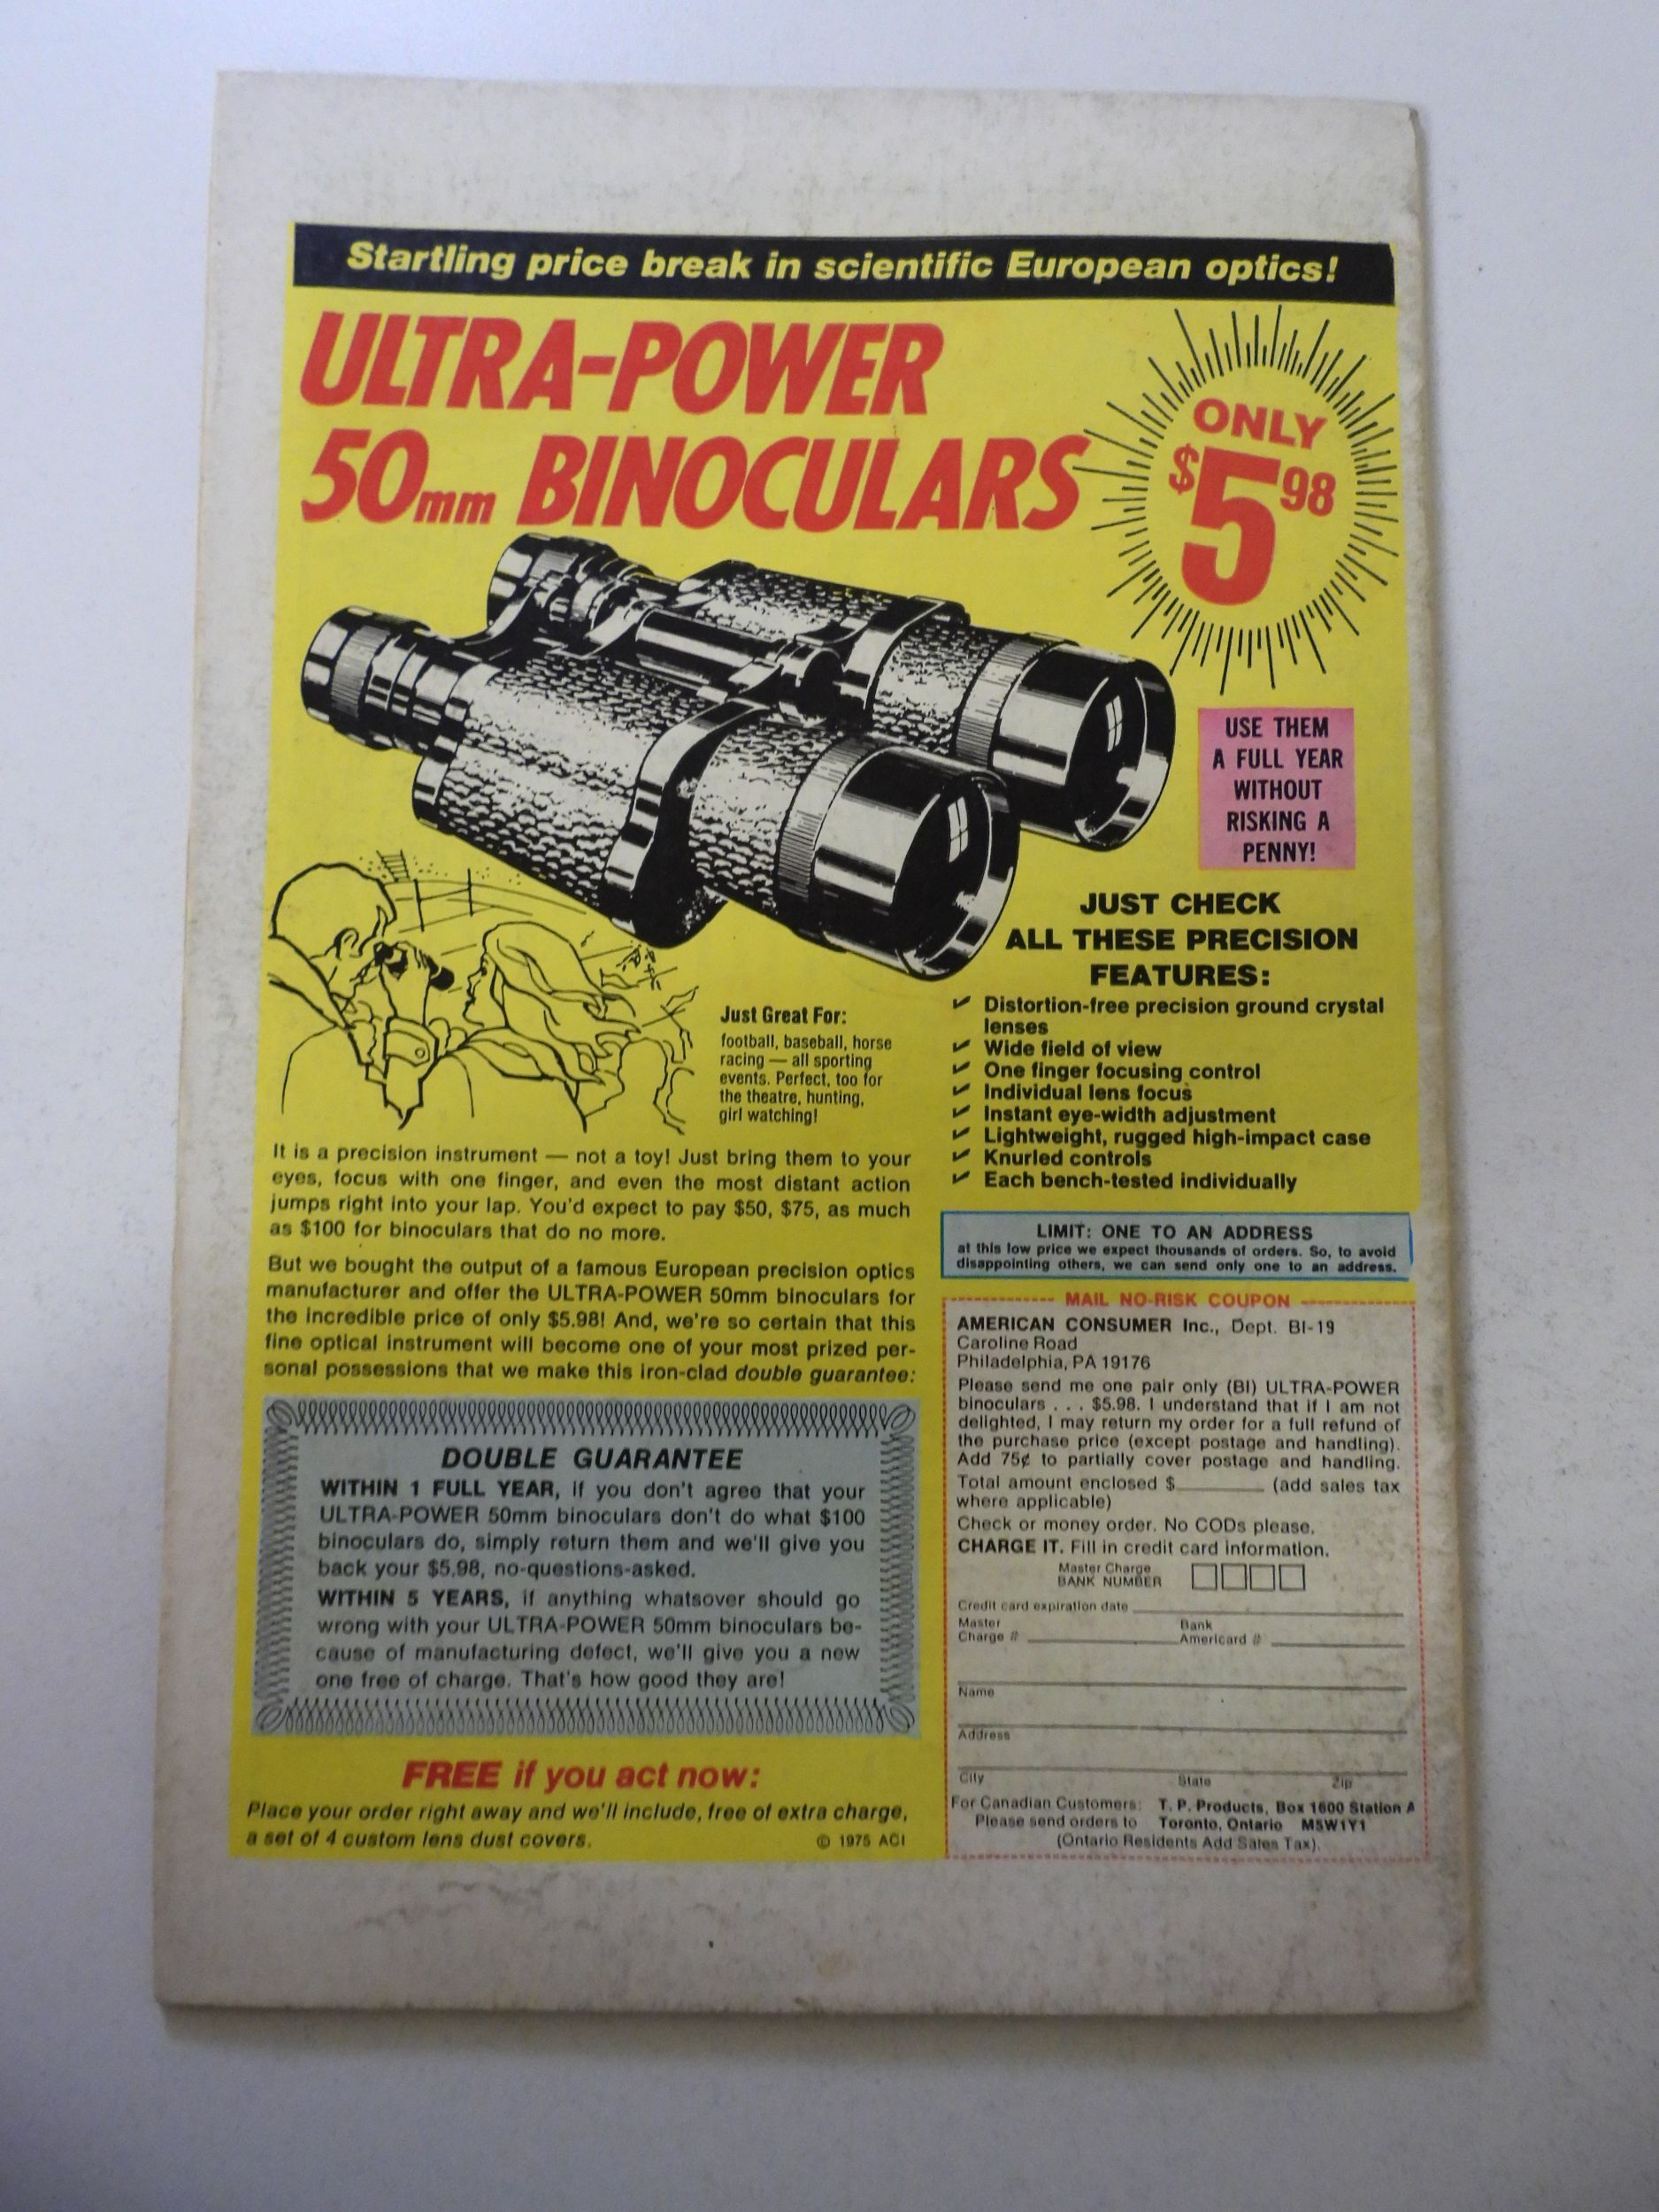 Startling price break in scientific European optics!
ULTRA-POWER
50mm BINOCULARS
ONLY
$5 98
USE THEM
A FULL YEAR
WITHOUT
RISKING A
PENNY!
JUST CHECK
ALL THESE PRECISION
FEATURES:
✔ Distortion-free precision ground crystal
lenses
✔ Wide field of view
✔ One finger focusing control
✔ Individual lens focus
✔ Instant eye-width adjustment
✔ Lightweight, rugged high-impact case
✔ Knurled controls
✔ Each bench-tested individually
Just Great For:
football, baseball, horse
racing — all sporting
events. Perfect, too for
the theatre, hunting,
girl watching!
It is a precision instrument — not a toy! Just bring them to your
eyes, focus with one finger, and even the most distant action
jumps right into your lap. You'd expect to pay $50, $75, as much
as $100 for binoculars that do no more.
But we bought the output of a famous European precision optics
manufacturer and offer the ULTRA-POWER 50mm binoculars for
the incredible price of only $5.98! And, we're so certain that this
fine optical instrument will become one of your most prized per-
sonal possessions that we make this iron-clad double guarantee:
DOUBLE GUARANTEE
WITHIN 1 FULL YEAR, if you don't agree that your
ULTRA-POWER 50mm binoculars don't do what $100
binoculars do, simply return them and we'll give you
back your $5.98, no-questions-asked.
WITHIN 5 YEARS, if anything whatsover should go
wrong with your ULTRA-POWER 50mm binoculars be-
cause of manufacturing defect, we'll give you a new
one free of charge. That's how good they are!
FREE if you act now:
Place your order right away and we'll include, free of extra charge,
a set of 4 custom lens dust covers.
© 1975 ACI
LIMIT: ONE TO AN ADDRESS
at this low price we expect thousands of orders. So, to avoid
disappointing others, we can send only one to an address.
MAIL NO-RISK COUPON
AMERICAN CONSUMER Inc., Dept. BI-19
Caroline Road
Philadelphia, PA 19176
Please send me one pair only (BI) ULTRA-POWER
binoculars . . . $5.98. I understand that if I am not
delighted, I may return my order for a full refund of
the purchase price (except postage and handling).
Add 75¢ to partially cover postage and handling.
Total amount enclosed $________ (add sales tax
where applicable)
Check or money order. No CODs please.
CHARGE IT. Fill in credit card information.
Master Charge
BANK NUMBER
Credit card expiration date
Master Charge # Bank Americard #
Name
Address
City State Zip
For Canadian Customers: T. P. Products, Box 1600 Station A
Please send orders to Toronto, Ontario M5W1Y1
(Ontario Residents Add Sales Tax).